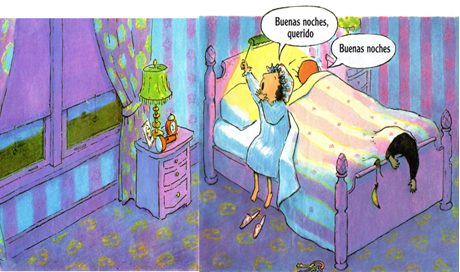 Buenas noches,
querido
Buenas noches